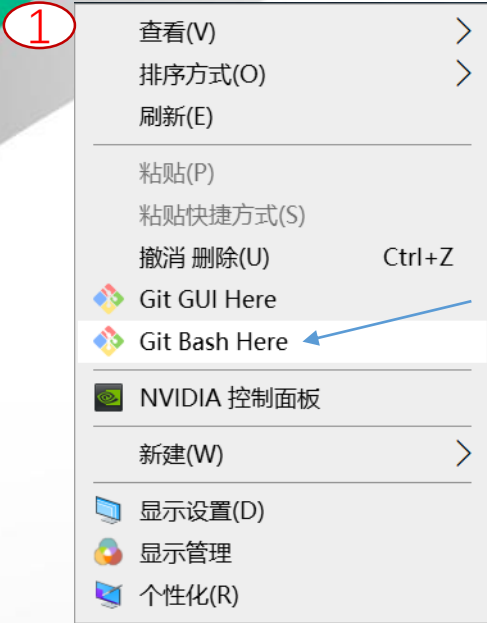 1
查看(V)
排序方式(O)
刷新(E)
粘贴(P)
粘贴快捷方式(S)
撤消 删除(U) Ctrl+Z
Git GUI Here
Git Bash Here
NVIDIA 控制面板
新建(W)
显示设置(D)
显示管理
个性化(R)